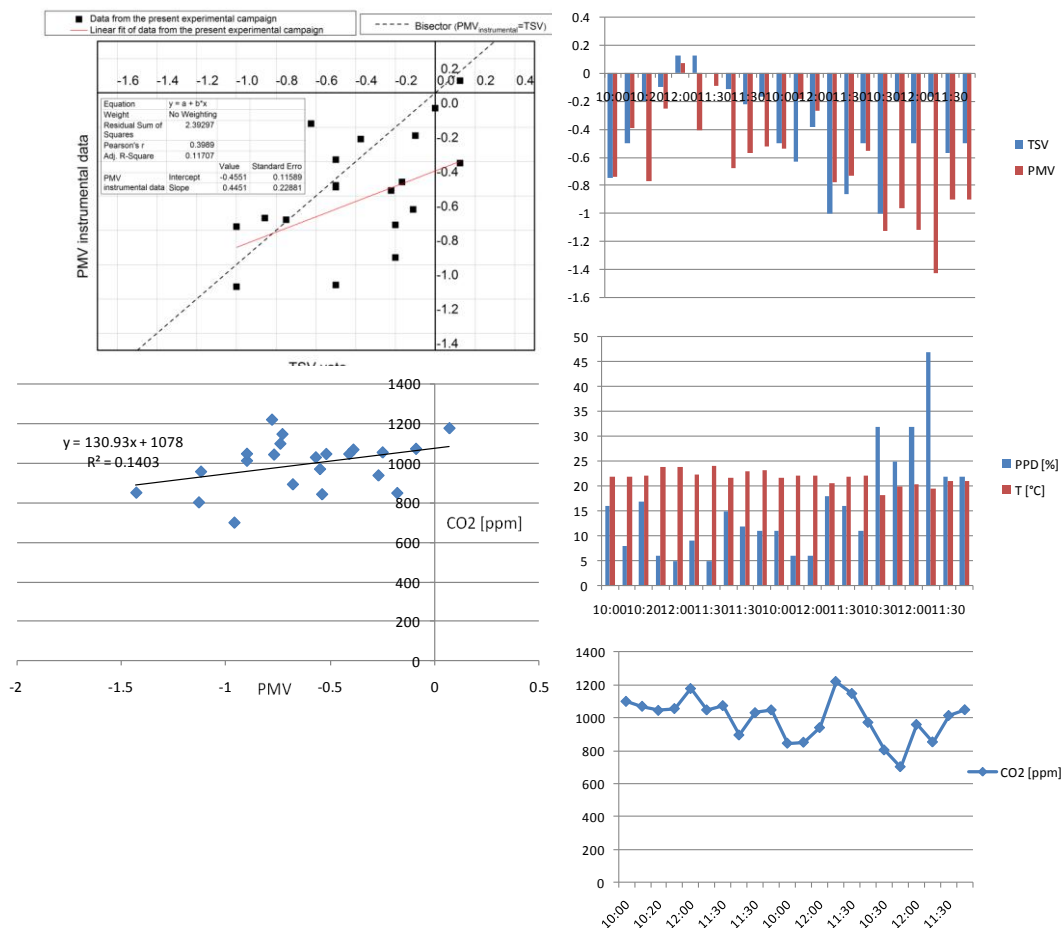 Data from the present experimental campaign
Linear fit of data from the present experimental campaign
Bisector (PMVinstrumental=TSV)
-1.6 -1.4 -1.2 -1.0 -0.8 -0.6 -0.4 -0.2 0.0 0.2 0.4
0.2
0.0
-0.2
-0.4
-0.6
-0.8
-1.0
-1.2
-1.4
PMV instrumental data
Equation y = a + b*x
Weight No Weighting
Residual Sum of Squares 2.39297
Pearson's r 0.3989
Adj. R-Square 0.11707
Value Standard Erro
PMV instrumental data Intercept -0.4551 0.11589
Slope 0.4451 0.22881
0.4
0.2
0
-0.2
-0.4
-0.6
-0.8
-1
-1.2
-1.4
-1.6
10:00 10:20 12:00 11:30 11:30 10:00 12:00 11:30 10:30 12:00 11:30
TSV
PMV
1400
1200
1000
800
600
400
200
0
y = 130.93x + 1078
R² = 0.1403
CO2 [ppm]
-2 -1.5 -1 -0.5 0 0.5
PMV
50
45
40
35
30
25
20
15
10
5
0
10:00 10:20 12:00 11:30 11:30 10:00 12:00 11:30 10:30 12:00 11:30
PPD [%]
T [°C]
1400
1200
1000
800
600
400
200
0
10:00 10:20 12:00 11:30 11:30 10:00 12:00 11:30 10:30 12:00 11:30
CO2 [ppm]